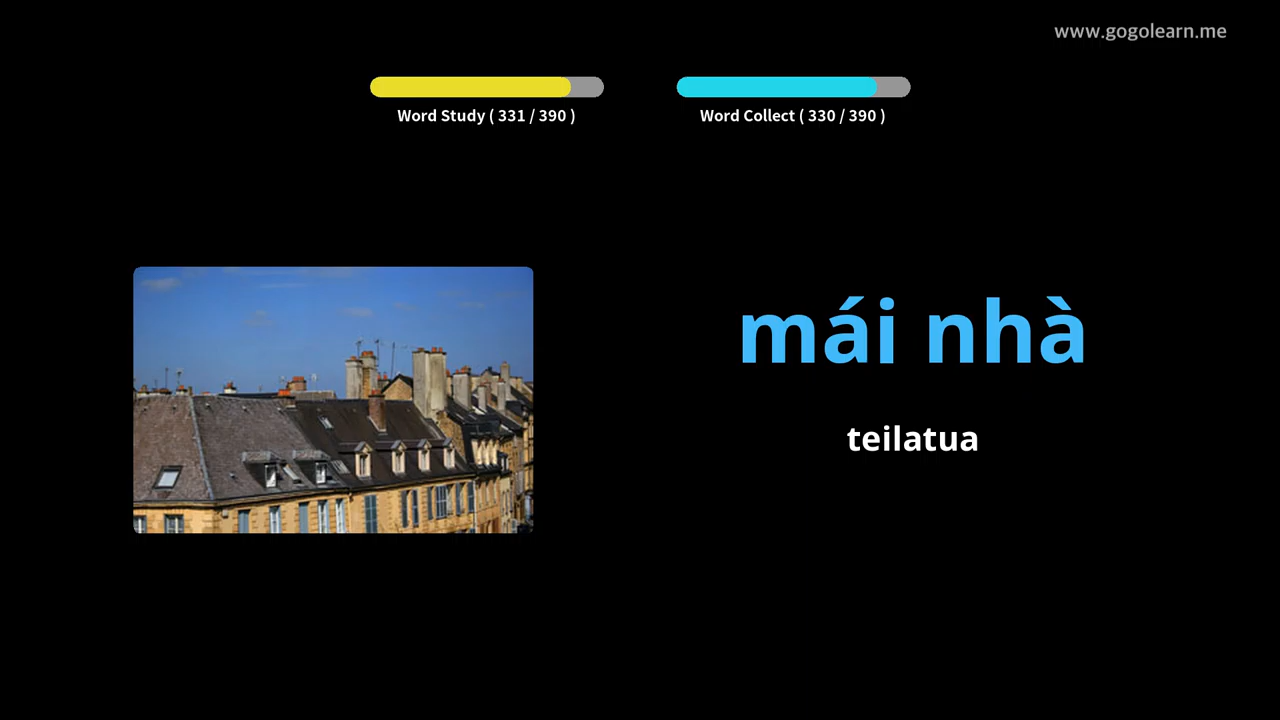 www.gogolearn.me
Word Study ( 331 / 390 )
Word Collect ( 330 / 390 )
mái nhà
teilatua